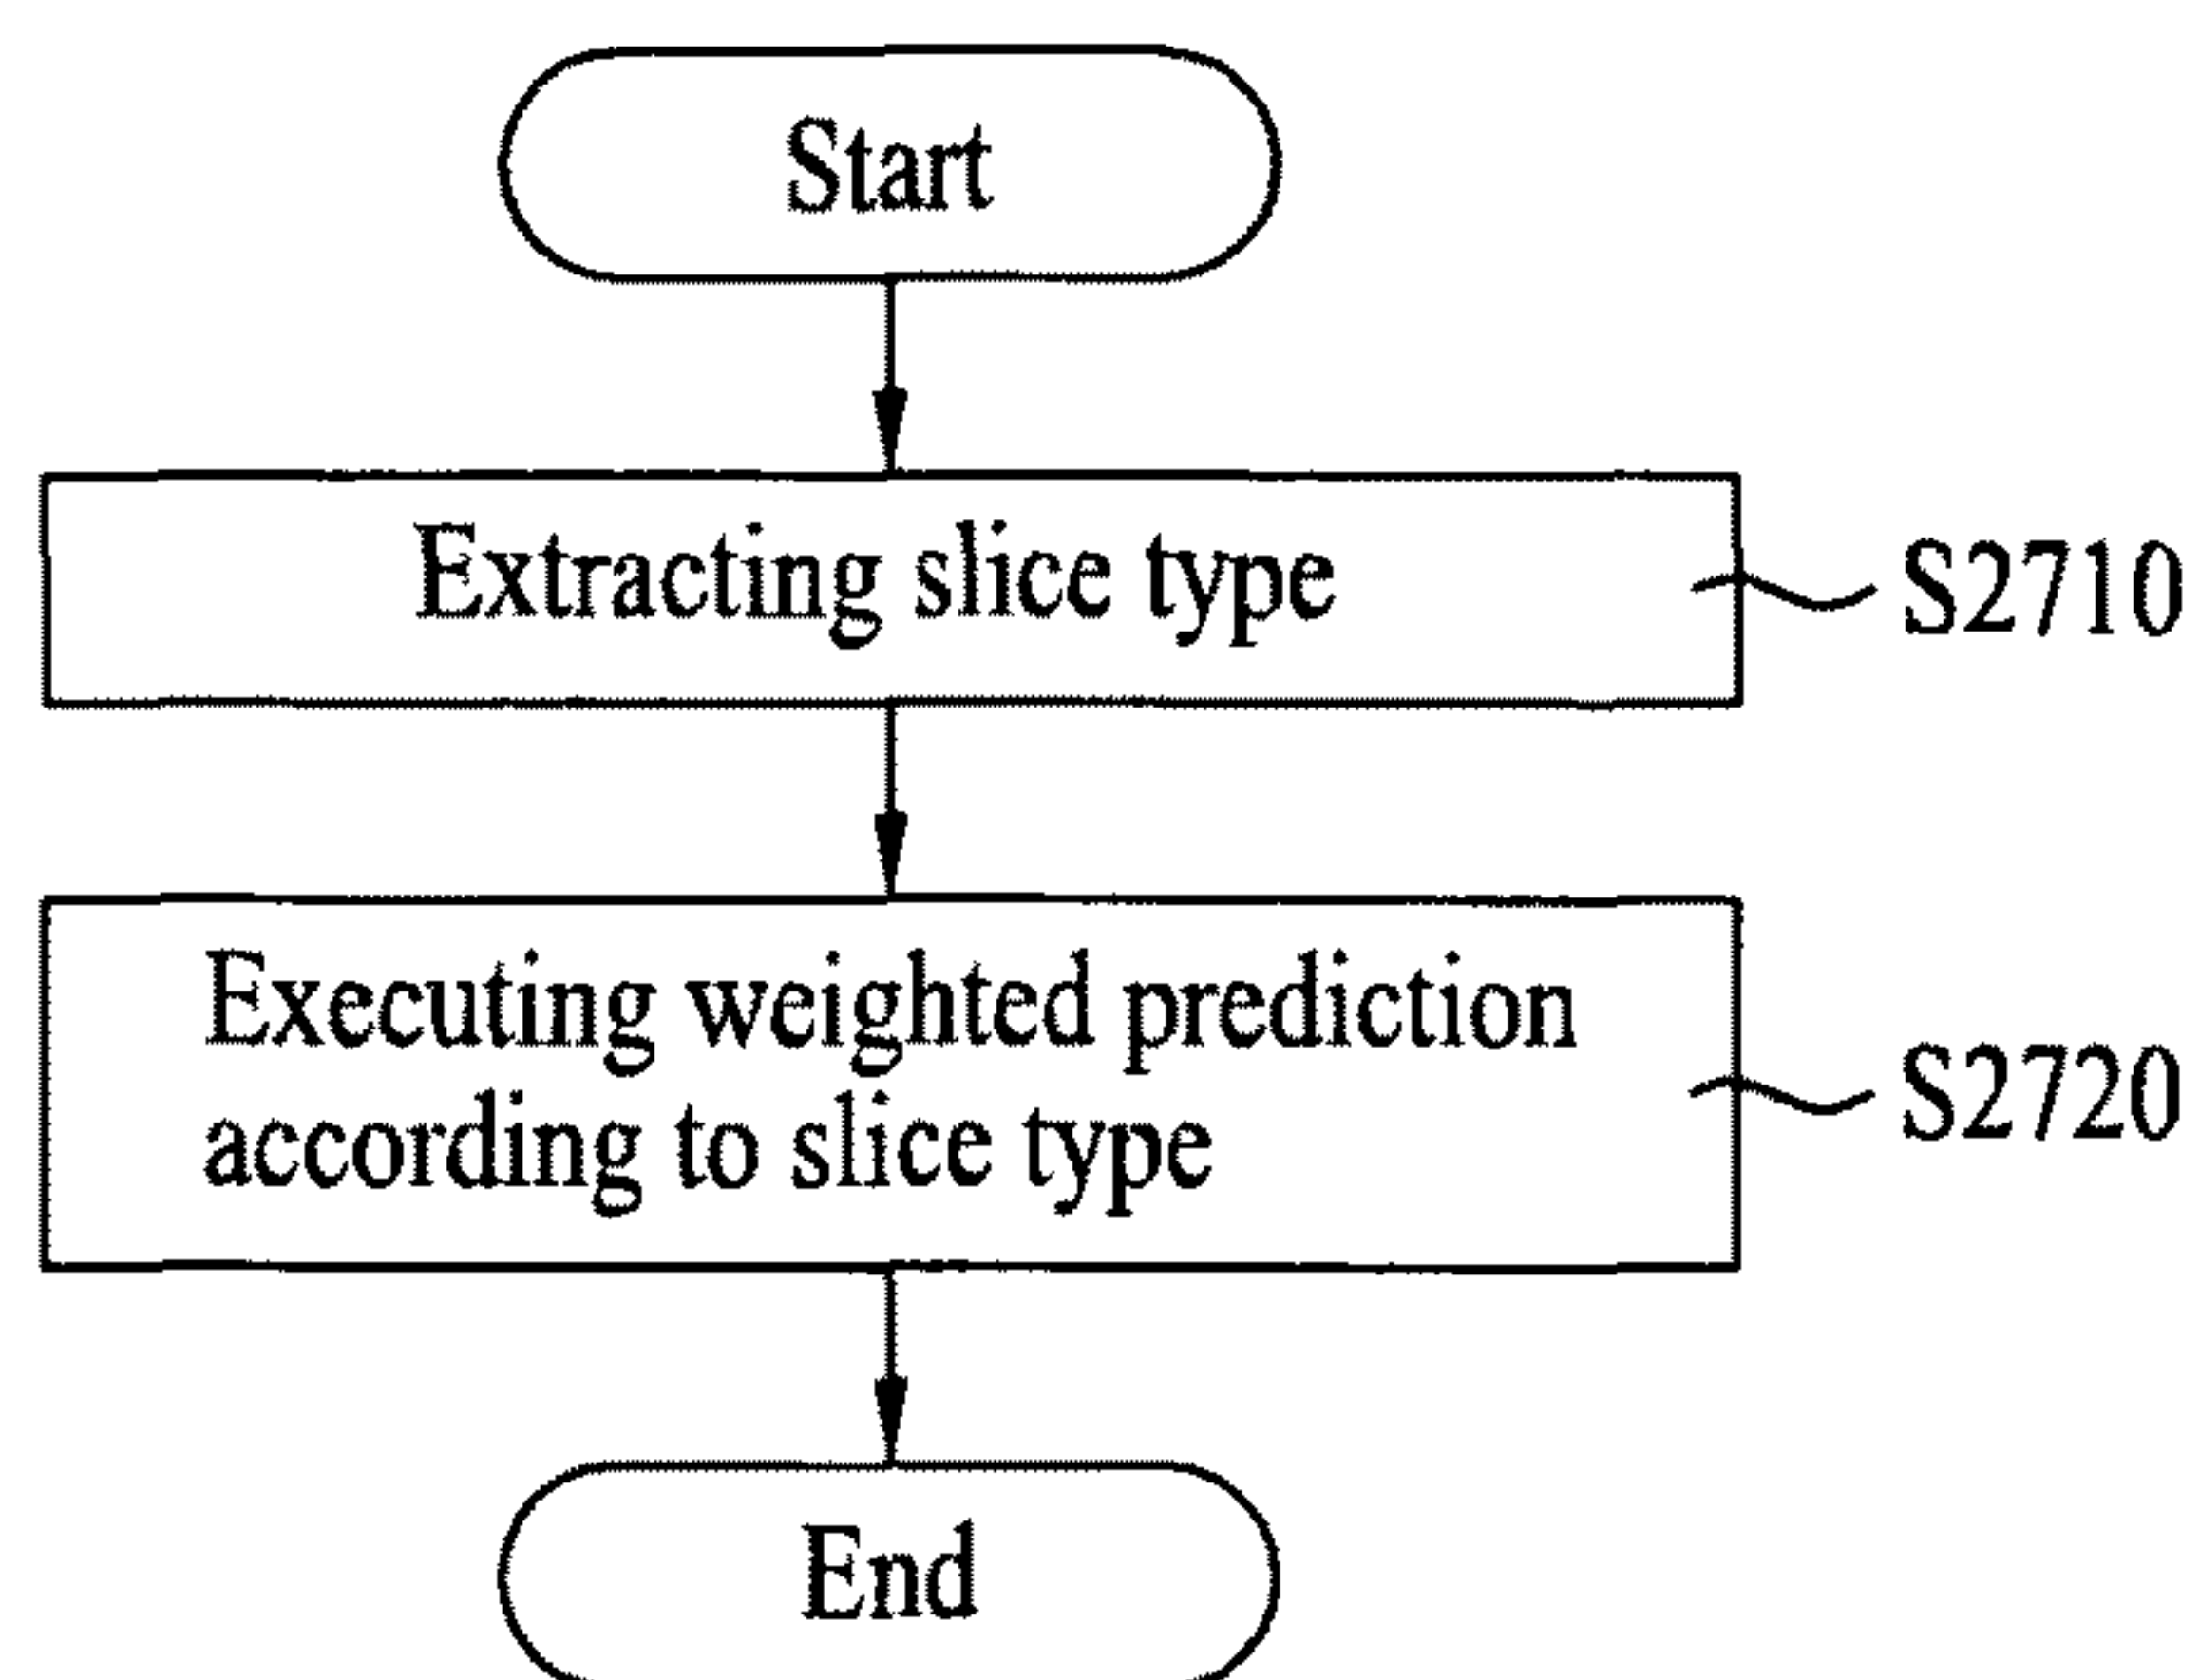 Start
Extracting slice type
S2710
Executing weighted prediction
according to slice type
S2720
End